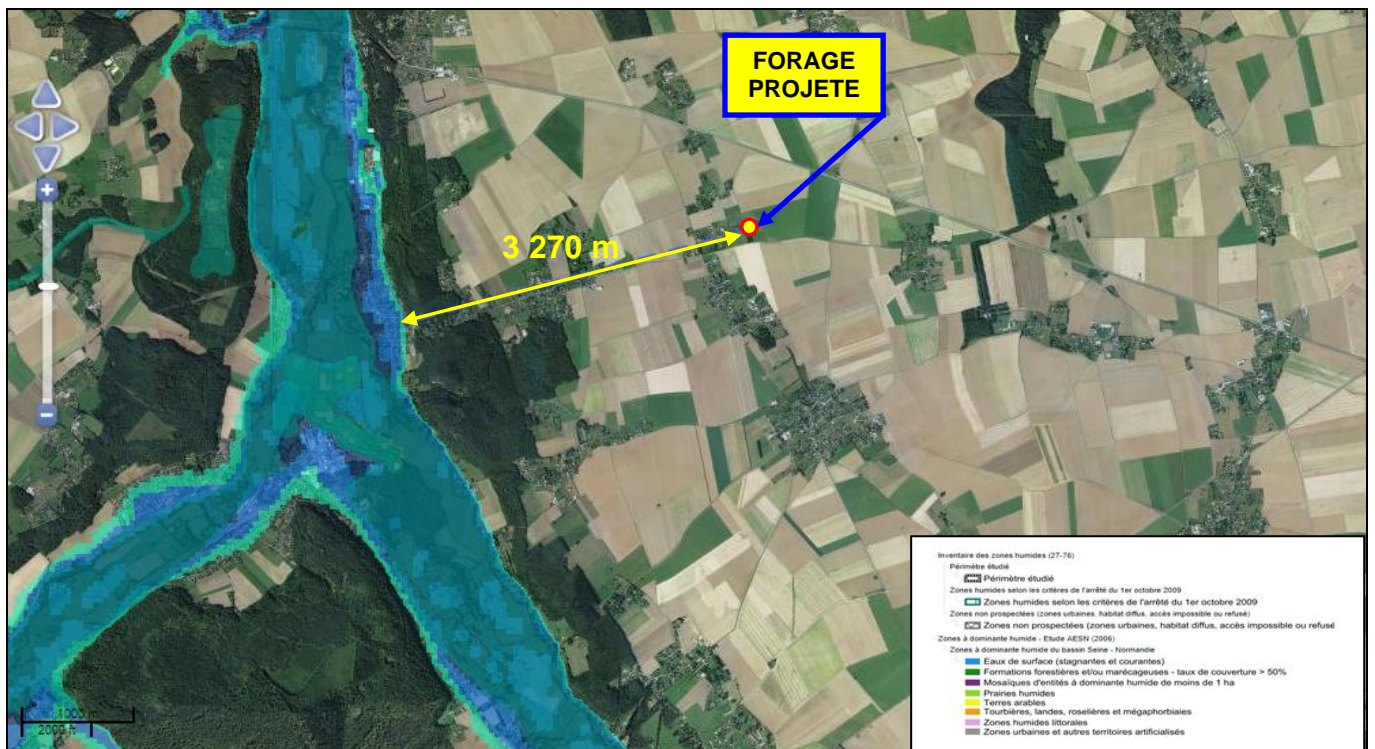 FORAGE
PROJETE
3 270 m
Inventaire des zones humides (27-76)
Périmètre étudié
Périmètre étudié
Zones humides selon les critères de l'arrêté du 1er octobre 2009
Zones humides selon les critères de l'arrêté du 1er octobre 2009
Zones non prospectées (zones urbaines, habitat diffus, accès impossible ou refusé)
Zones non prospectées (zones urbaines, habitat diffus, accès impossible ou refusé
Zones à dominante humide - Etude AESN (2006)
Zones à dominante humide du bassin Seine - Normandie
Eaux de surface (stagnantes et courantes)
Formations forestières et/ou marécageuses - taux de couverture > 50%
Mosaïques d'entités à dominante humide de moins de 1 ha
Prairies humides
Terres arables
Tourbières, landes, roselières et mégaphorbiaies
Zones humides littorales
Zones urbaines et autres territoires artificialisés
1000 m
2000 ft